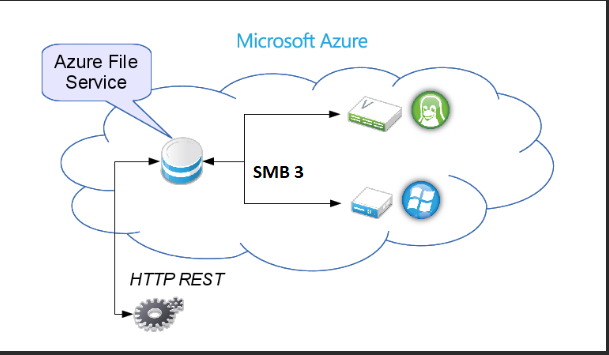 Microsoft Azure
Azure File
Service
V
SMB 3
HTTP REST